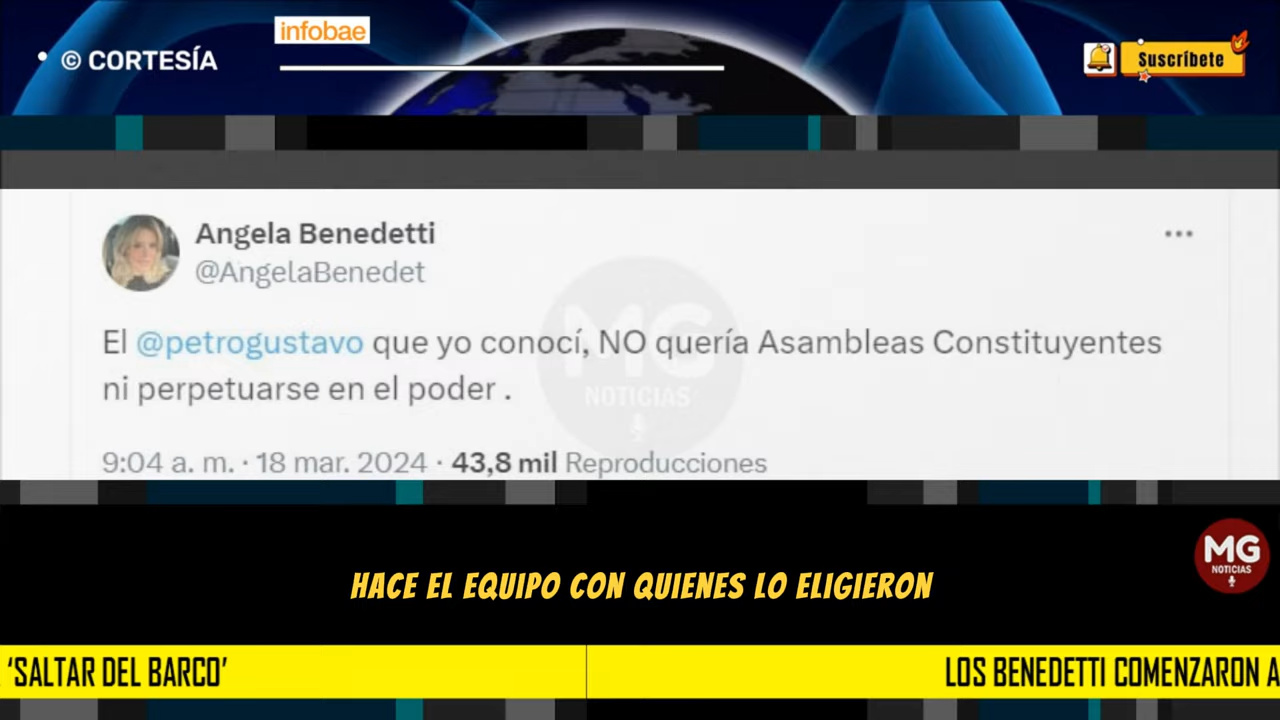 infobae
© CORTESÍA
Suscríbete
Angela Benedetti
@AngelaBenedet
El @petrogustavo que yo conocí, NO quería Asambleas Constituyentes
ni perpetuarse en el poder .
9:04 a. m. · 18 mar. 2024 · 43,8 mil Reproducciones
MG
NOTICIAS
MG
NOTICIAS
HACE EL EQUIPO CON QUIENES LO ELIGIERON
‘SALTAR DEL BARCO’
LOS BENEDETTI COMENZARON A